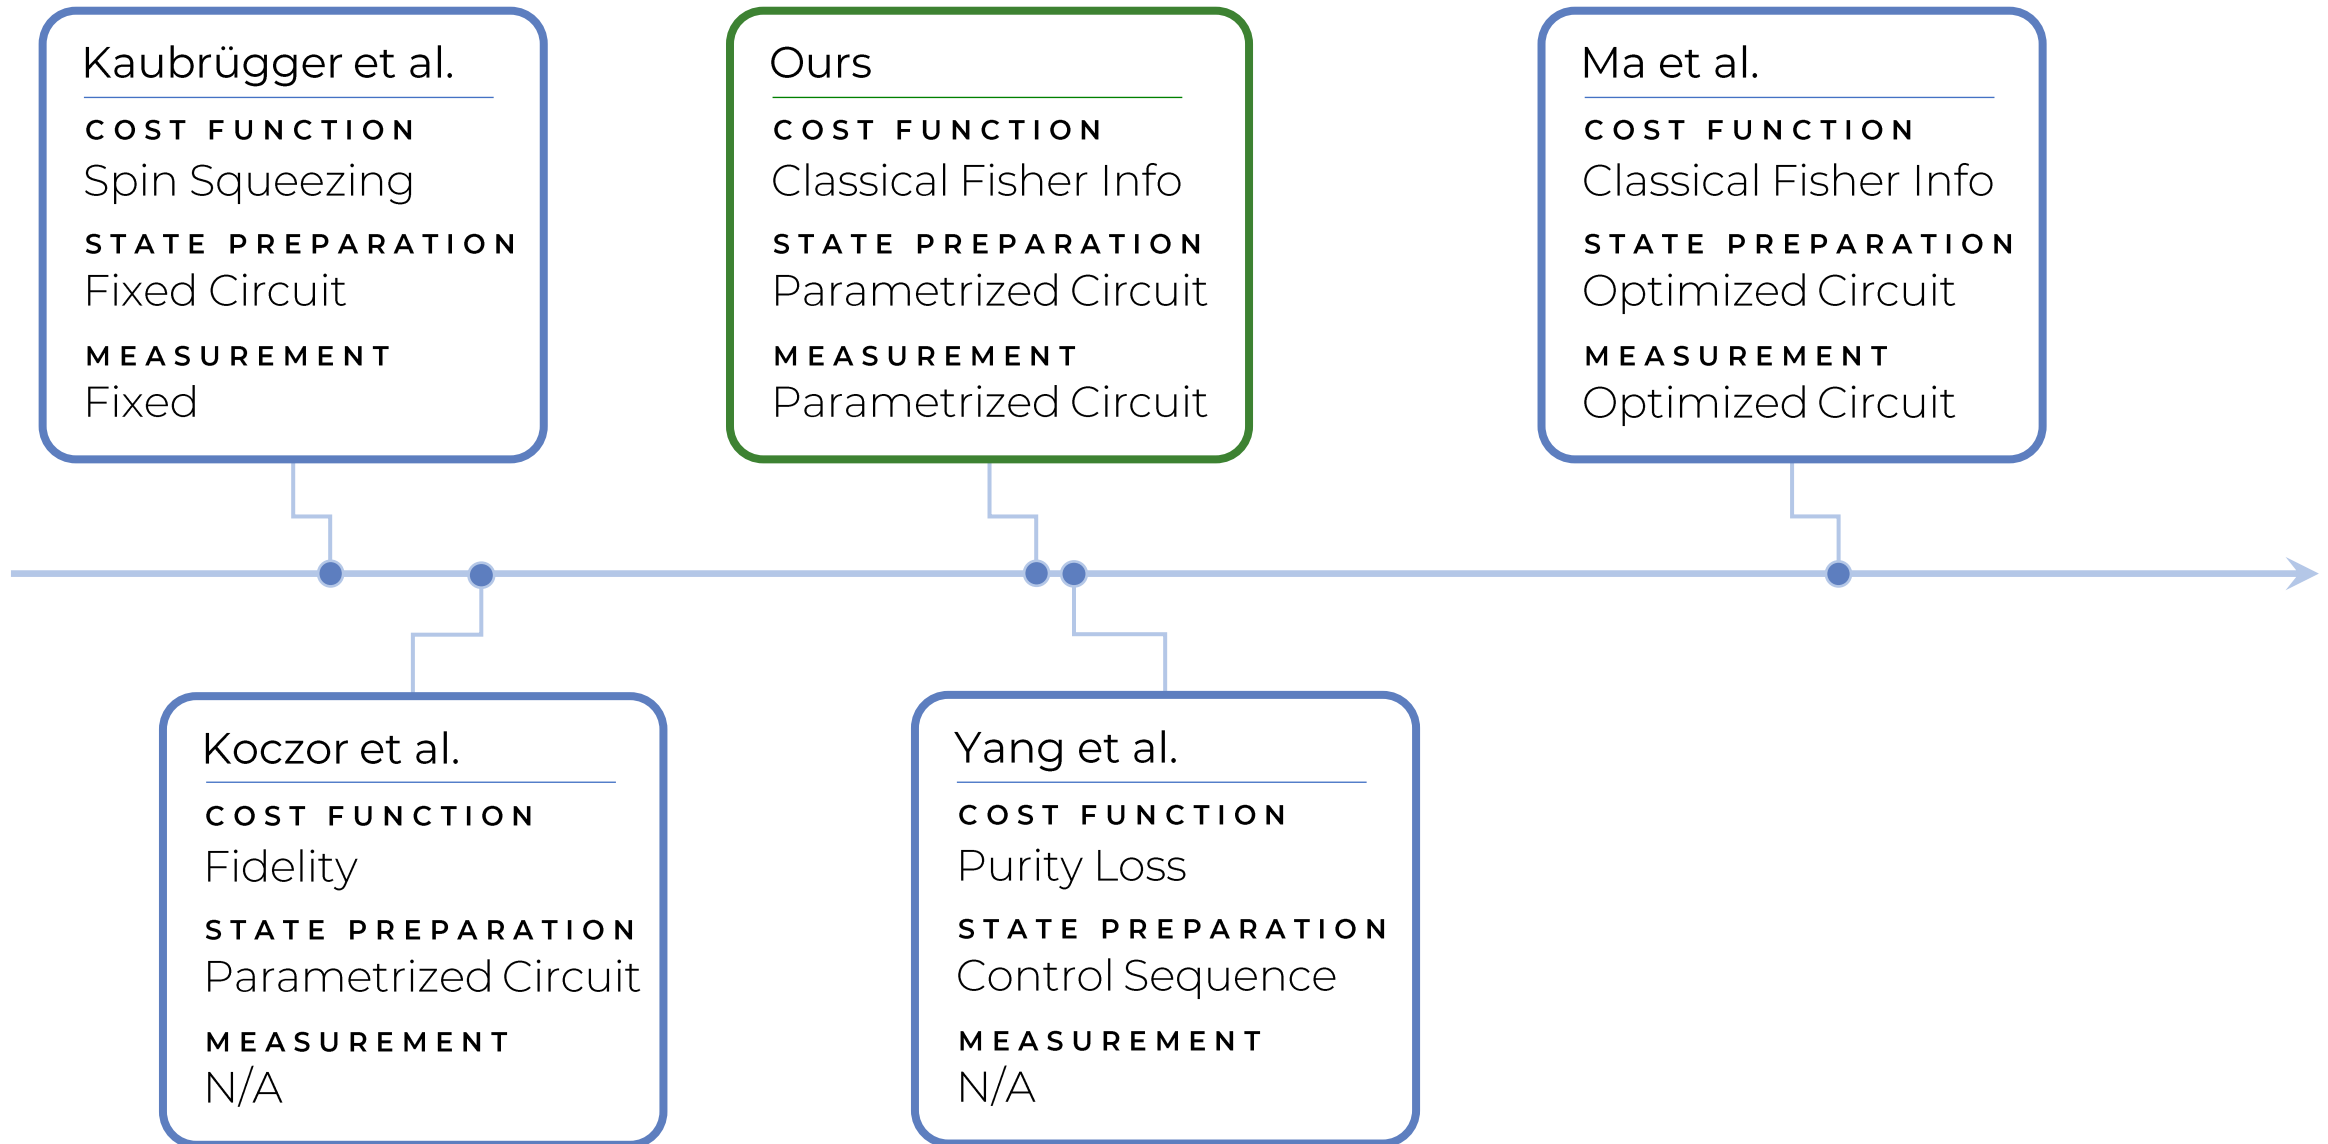 Kaubrügger et al.
COST FUNCTION
Spin Squeezing
STATE PREPARATION
Fixed Circuit
MEASUREMENT
Fixed
Ours
COST FUNCTION
Classical Fisher Info
STATE PREPARATION
Parametrized Circuit
MEASUREMENT
Parametrized Circuit
Ma et al.
COST FUNCTION
Classical Fisher Info
STATE PREPARATION
Optimized Circuit
MEASUREMENT
Optimized Circuit
Koczor et al.
COST FUNCTION
Fidelity
STATE PREPARATION
Parametrized Circuit
MEASUREMENT
N/A
Yang et al.
COST FUNCTION
Purity Loss
STATE PREPARATION
Control Sequence
MEASUREMENT
N/A